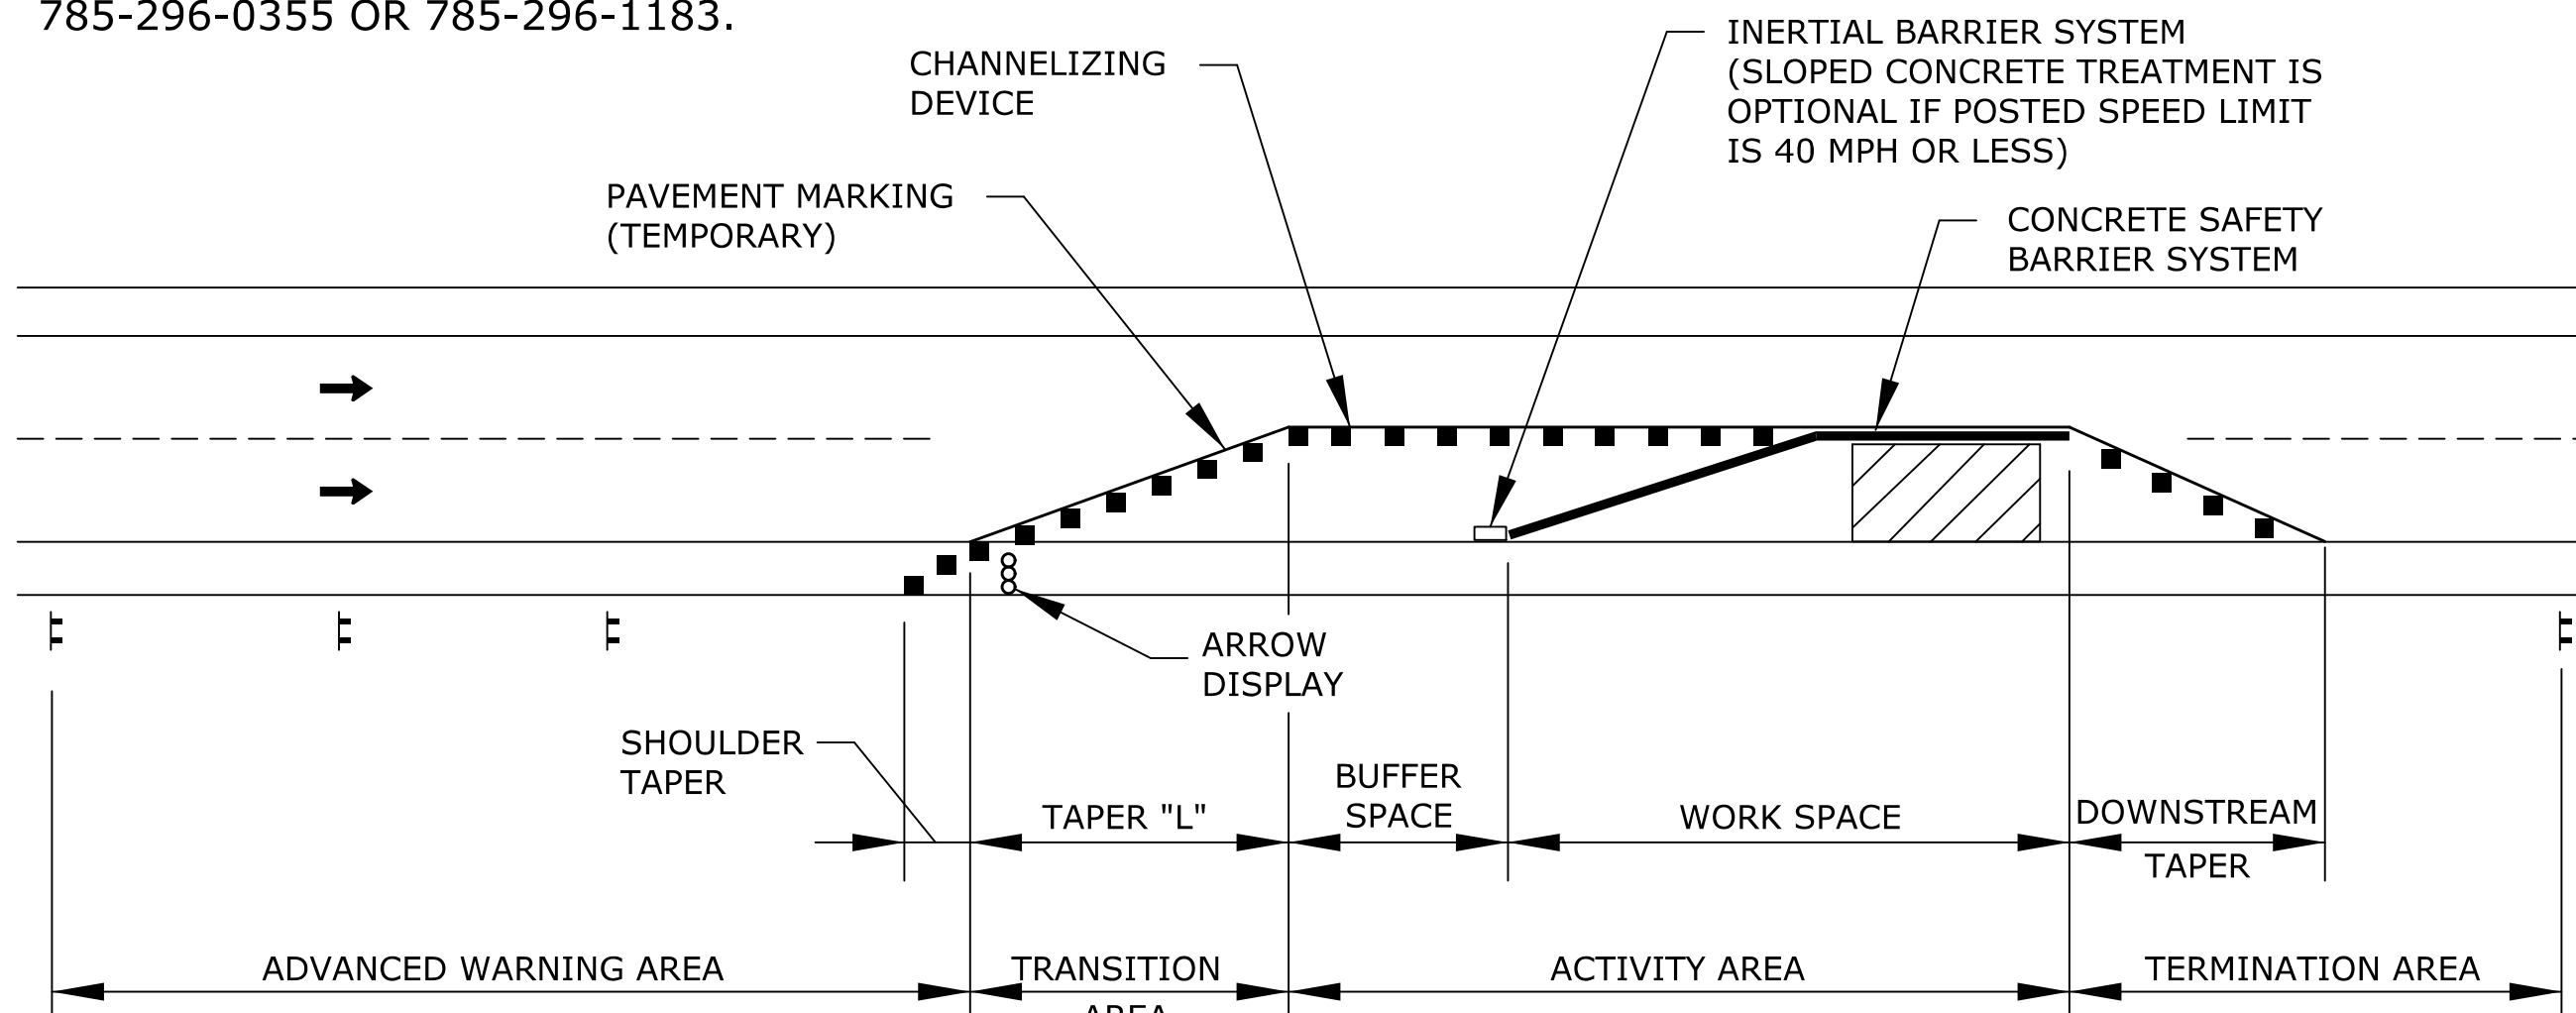 785-296-0355 OR 785-296-1183.
CHANNELIZING
DEVICE
INERTIAL BARRIER SYSTEM
(SLOPED CONCRETE TREATMENT IS
OPTIONAL IF POSTED SPEED LIMIT
IS 40 MPH OR LESS)
PAVEMENT MARKING
(TEMPORARY)
CONCRETE SAFETY
BARRIER SYSTEM
ARROW
DISPLAY
SHOULDER
TAPER
TAPER "L"
BUFFER
SPACE
WORK SPACE
DOWNSTREAM
TAPER
ADVANCED WARNING AREA
TRANSITION
AREA
ACTIVITY AREA
TERMINATION AREA